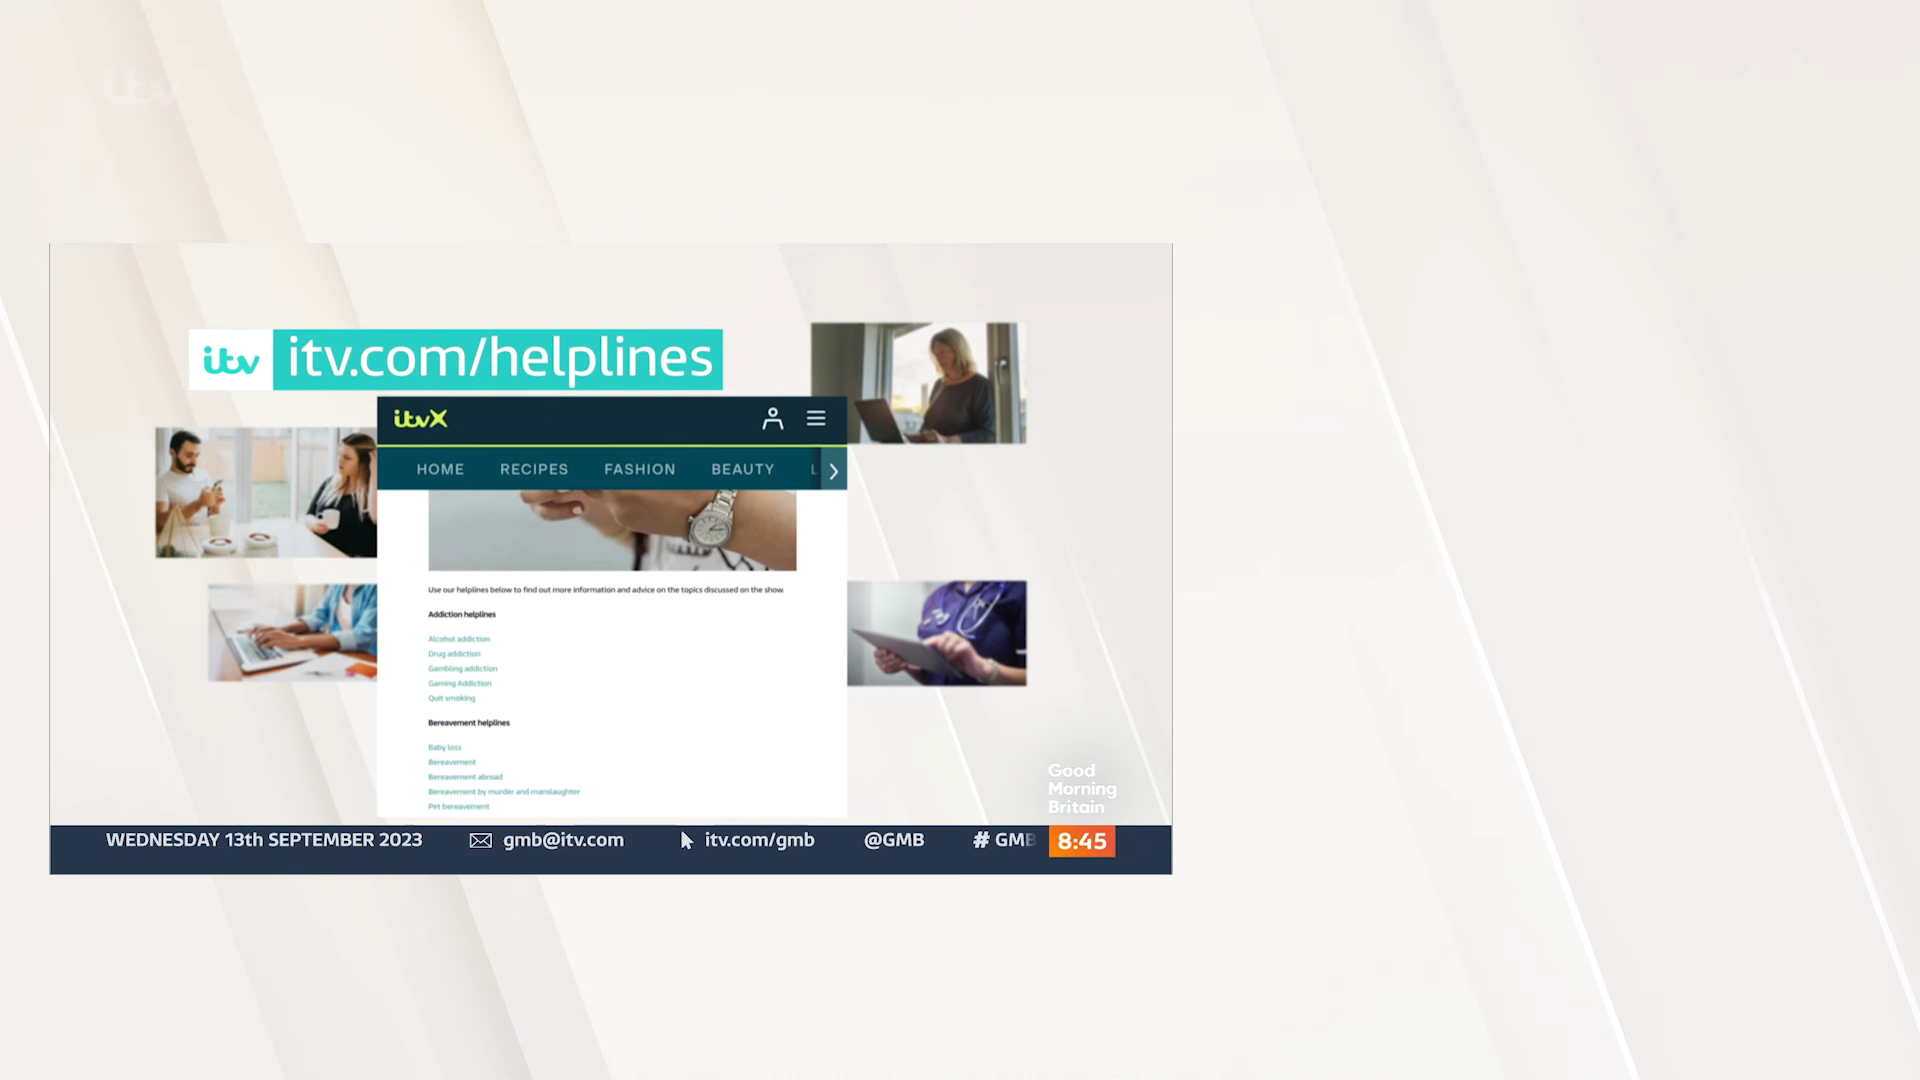 itv
itv itv.com/helplines
itvX
HOME RECIPES FASHION BEAUTY L
Use our helplines below to find out more information and advice on the topics discussed on the show.
Addiction helplines
Alcohol addiction
Drug addiction
Gambling addiction
Gaming Addiction
Quit smoking
Bereavement helplines
Baby loss
Bereavement
Bereavement abroad
Bereavement by murder and manslaughter
Pet bereavement
Good
Morning
Britain
WEDNESDAY 13th SEPTEMBER 2023 gmb@itv.com itv.com/gmb @GMB # GMB 8:45